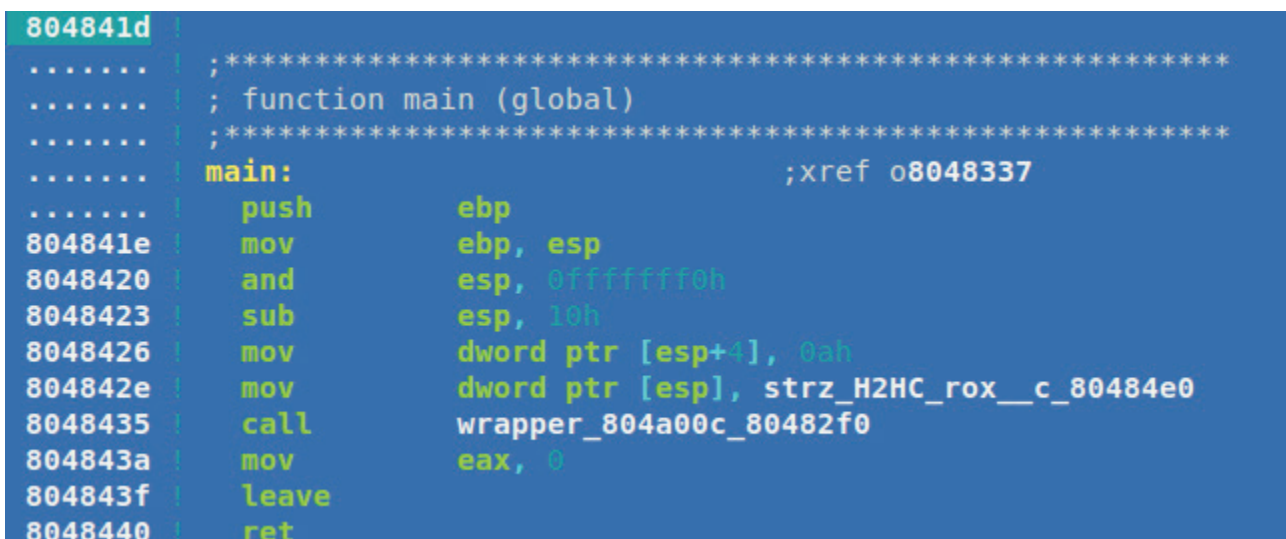 804841d !
....... ! ;*********************************************************
....... ! ; function main (global)
....... ! ;*********************************************************
....... ! main: ;xref o8048337
....... ! push ebp
804841e ! mov ebp, esp
8048420 ! and esp, 0fffffff0h
8048423 ! sub esp, 10h
8048426 ! mov dword ptr [esp+4], 0ah
804842e ! mov dword ptr [esp], strz_H2HC_rox__c_80484e0
8048435 ! call wrapper_804a00c_80482f0
804843a ! mov eax, 0
804843f ! leave
8048440 ! ret